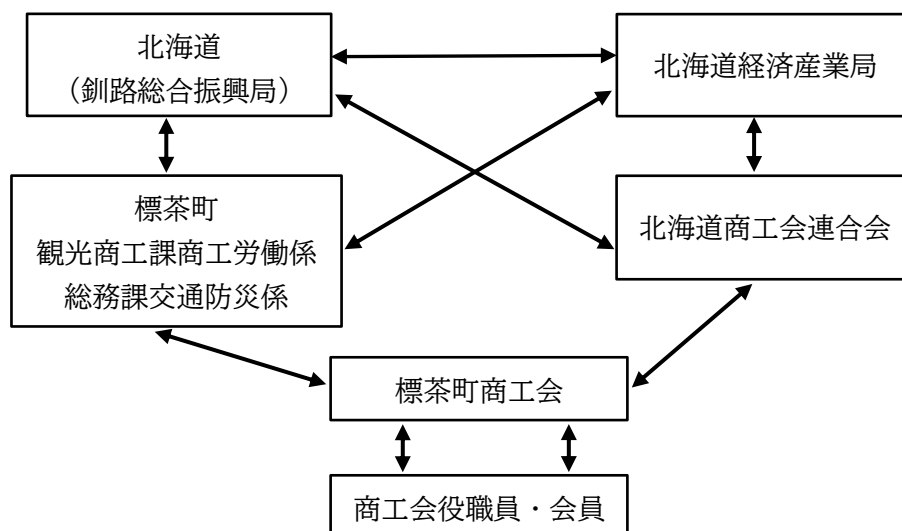 北海道
（釧路総合振興局）
北海道経済産業局
標茶町
観光商工課商工労働係
総務課交通防災係
北海道商工会連合会
標茶町商工会
商工会役職員・会員